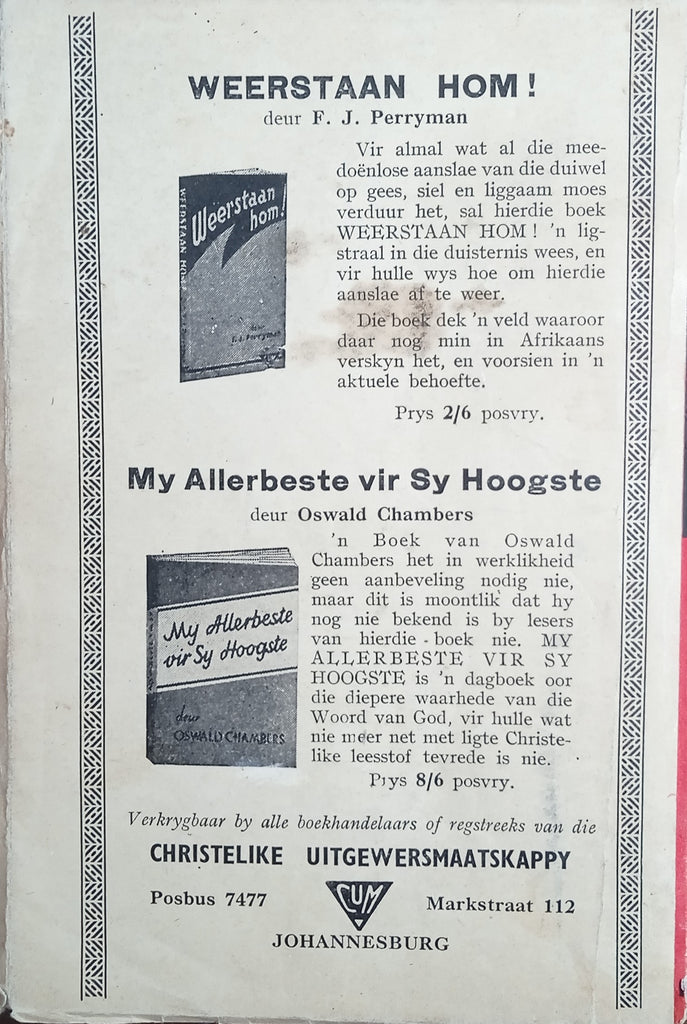 WEERSTAAN HOM!
deur F. J. Perryman
WEERSTAAN HOM!
Weerstaan
hom!
deur
F. J. Perryman
Vir almal wat al die mee-
doënlose aanslae van die duiwel
op gees, siel en liggaam moes
verduur het, sal hierdie boek
WEERSTAAN HOM! 'n lig-
straal in die duisternis wees, en
vir hulle wys hoe om hierdie
aanslae af te weer.
Die boek dek 'n veld waaroor
daar nog min in Afrikaans
verskyn het, en voorsien in 'n
aktuele behoefte.
Prys 2/6 posvry.
My Allerbeste vir Sy Hoogste
deur Oswald Chambers
My Allerbeste
vir Sy Hoogste
deur
OSWALD CHAMBERS
'n Boek van Oswald
Chambers het in werklikheid
geen aanbeveling nodig nie,
maar dit is moontlik dat hy
nog nie bekend is by lesers
van hierdie - boek nie. MY
ALLERBESTE VIR SY
HOOGSTE is 'n dagboek oor
die diepere waarhede van die
Woord van God, vir hulle wat
nie meer net met ligte Christe-
like leesstof tevrede is nie.
Prys 8/6 posvry.
Verkrygbaar by alle boekhandelaars of regstreeks van die
CHRISTELIKE UITGEWERSMAATSKAPPY
Posbus 7477
CUM
Markstraat 112
JOHANNESBURG